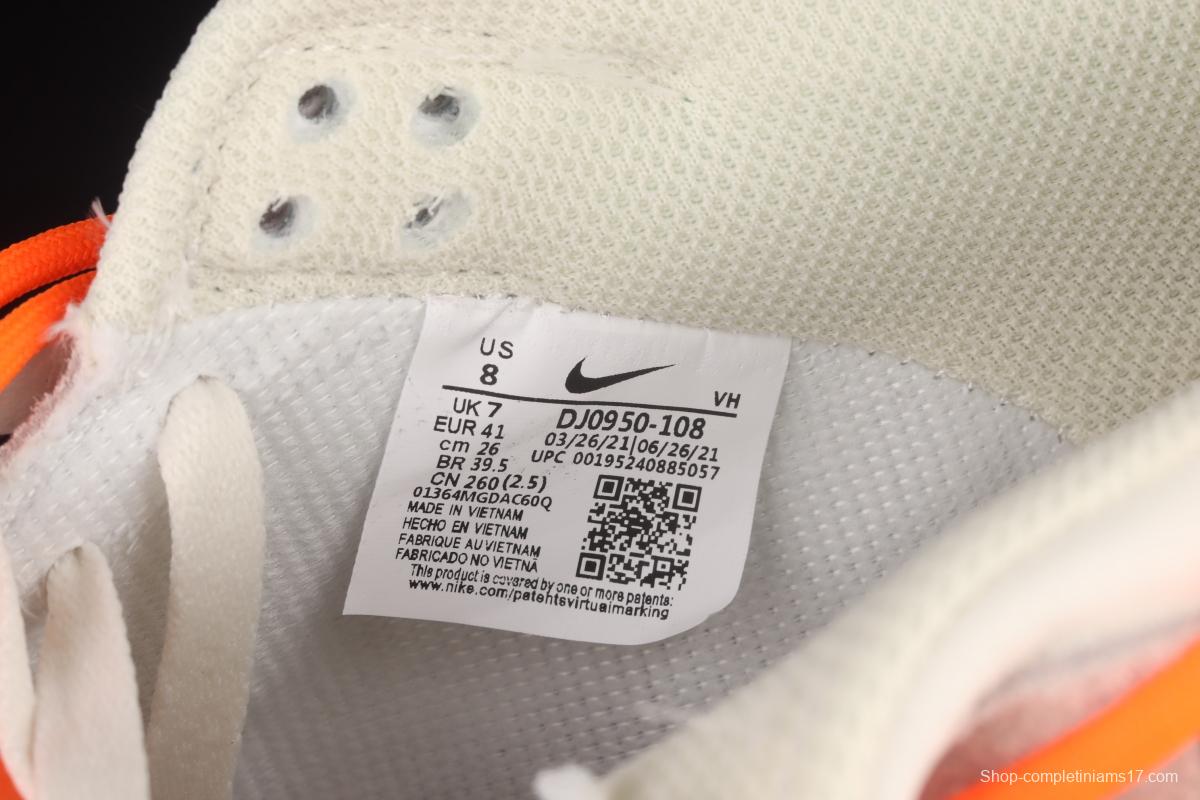 US
8
VH
UK 7
EUR 41
cm 26
BR 39.5
CN 260 (2.5)
DJ0950-108
03/26/21|06/26/21
UPC 00195240885057
01364MGDAC60Q
MADE IN VIETNAM
HECHO EN VIETNAM
FABRIQUE AU VIETNAM
FABRICADO NO VIETNÃ
This product is covered by one or more patents:
www.nike.com/patentsvirtualmarking
Shop-completiniams17.com